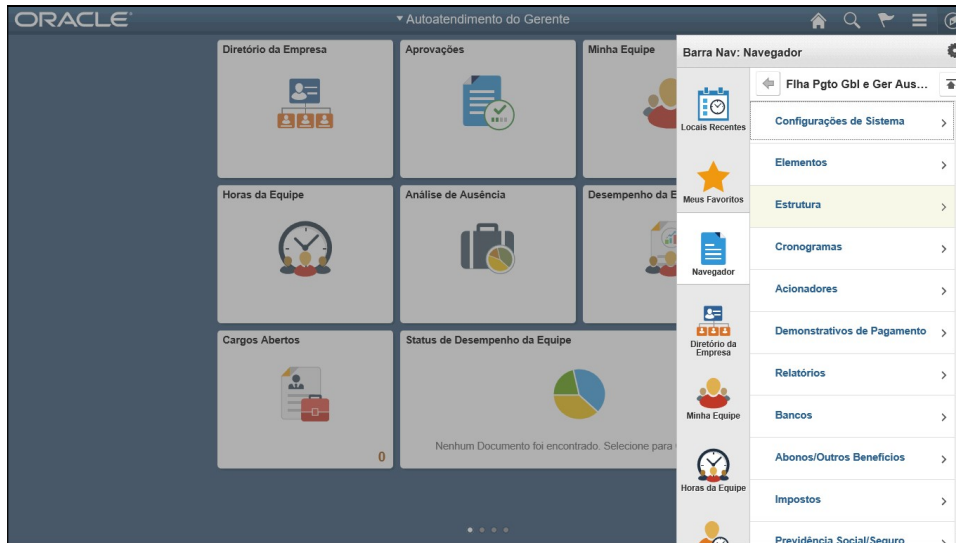 ORACLE
Autoatendimento do Gerente
Diretório da Empresa
Aprovações
Minha Equipe
Horas da Equipe
Análise de Ausência
Desempenho da E
Cargos Abertos
0
Status de Desempenho da Equipe
Nenhum Documento foi encontrado. Selecione para
Barra Nav: Navegador
Locais Recentes
Meus Favoritos
Navegador
Diretório da
Empresa
Minha Equipe
Horas da Equipe
Flha Pgto Gbl e Ger Aus...
Configurações de Sistema
Elementos
Estrutura
Cronogramas
Acionadores
Demonstrativos de Pagamento
Relatórios
Bancos
Abonos/Outros Benefícios
Impostos
Previdência Social/Seguro